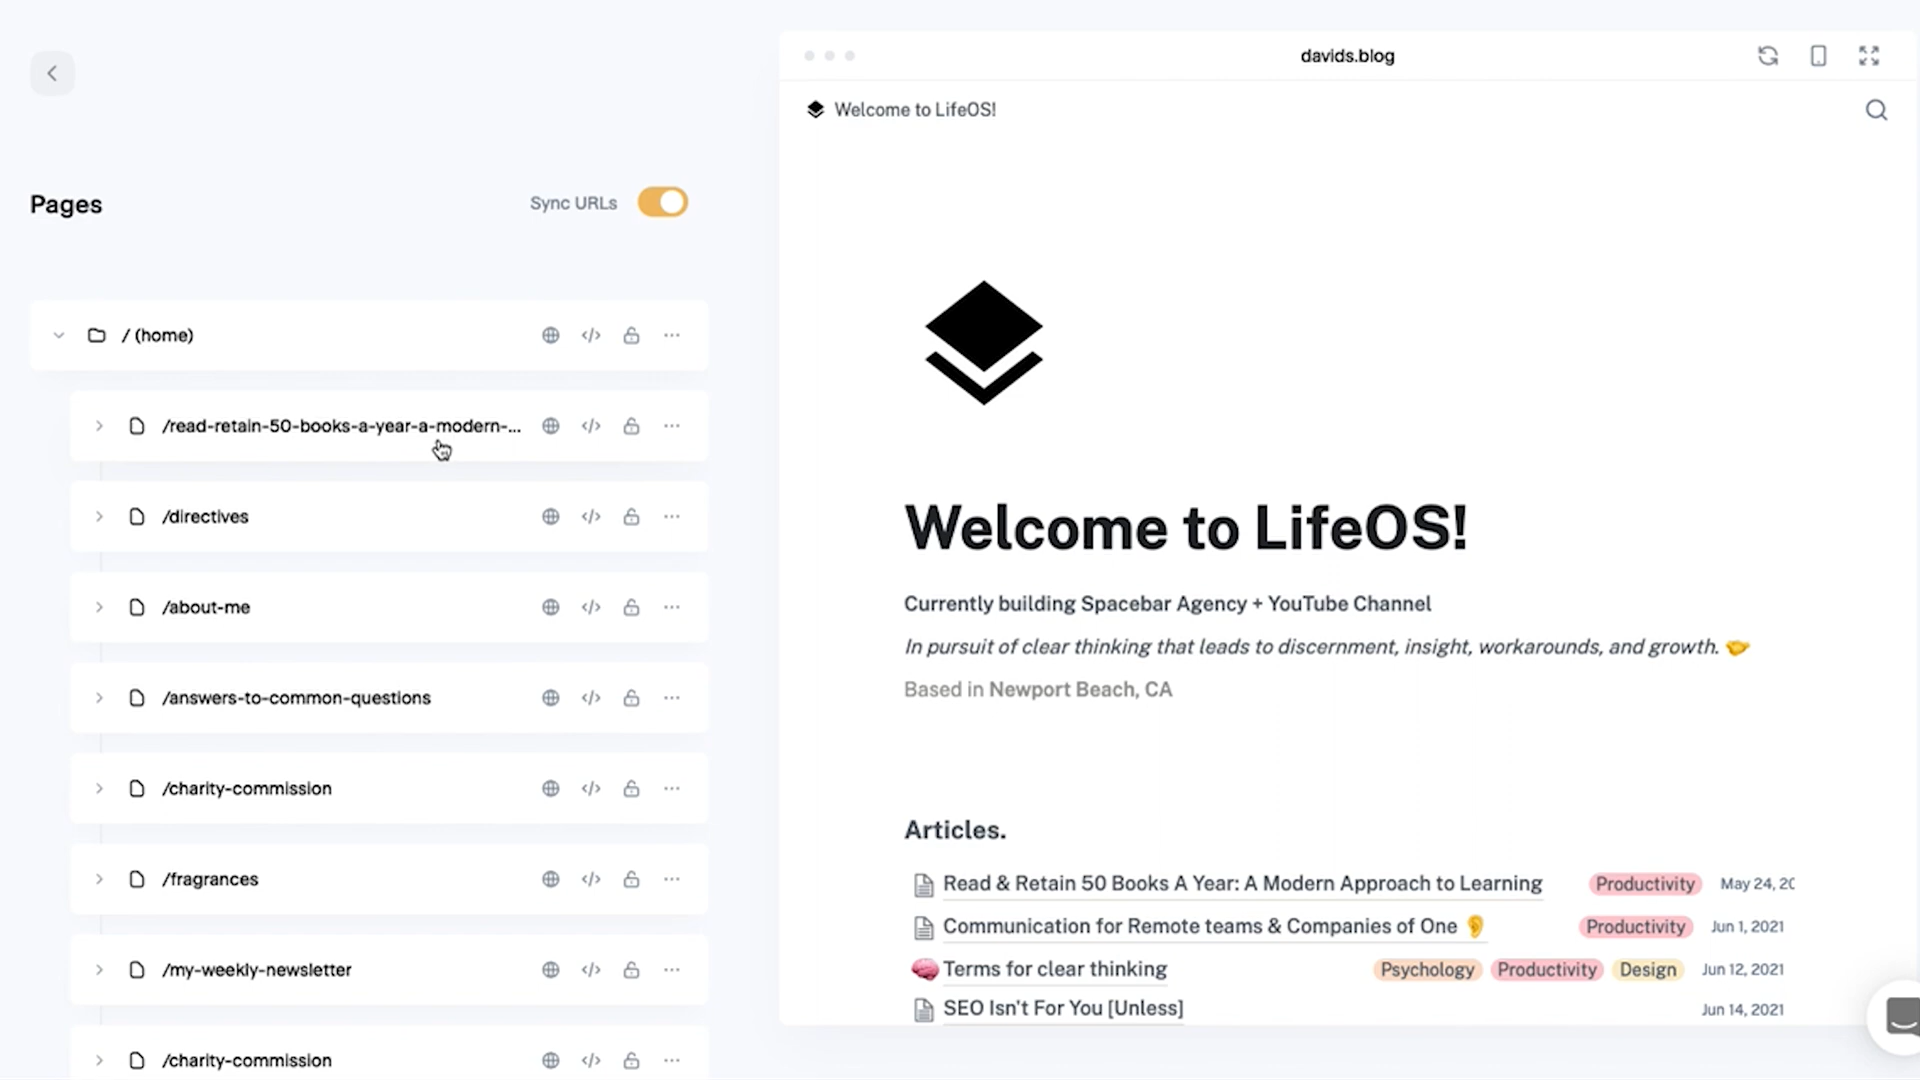 davids.blog
Welcome to LifeOS!
Pages
Sync URLs
/ (home)
/read-retain-50-books-a-year-a-modern-...
/directives
/about-me
/answers-to-common-questions
/charity-commission
/fragrances
/my-weekly-newsletter
/charity-commission
Welcome to LifeOS!
Currently building Spacebar Agency + YouTube Channel
In pursuit of clear thinking that leads to discernment, insight, workarounds, and growth.
Based in Newport Beach, CA
Articles.
Read & Retain 50 Books A Year: A Modern Approach to Learning Productivity May 24, 20
Communication for Remote teams & Companies of One Productivity Jun 1, 2021
Terms for clear thinking Psychology Productivity Design Jun 12, 2021
SEO Isn't For You [Unless] Jun 14, 2021